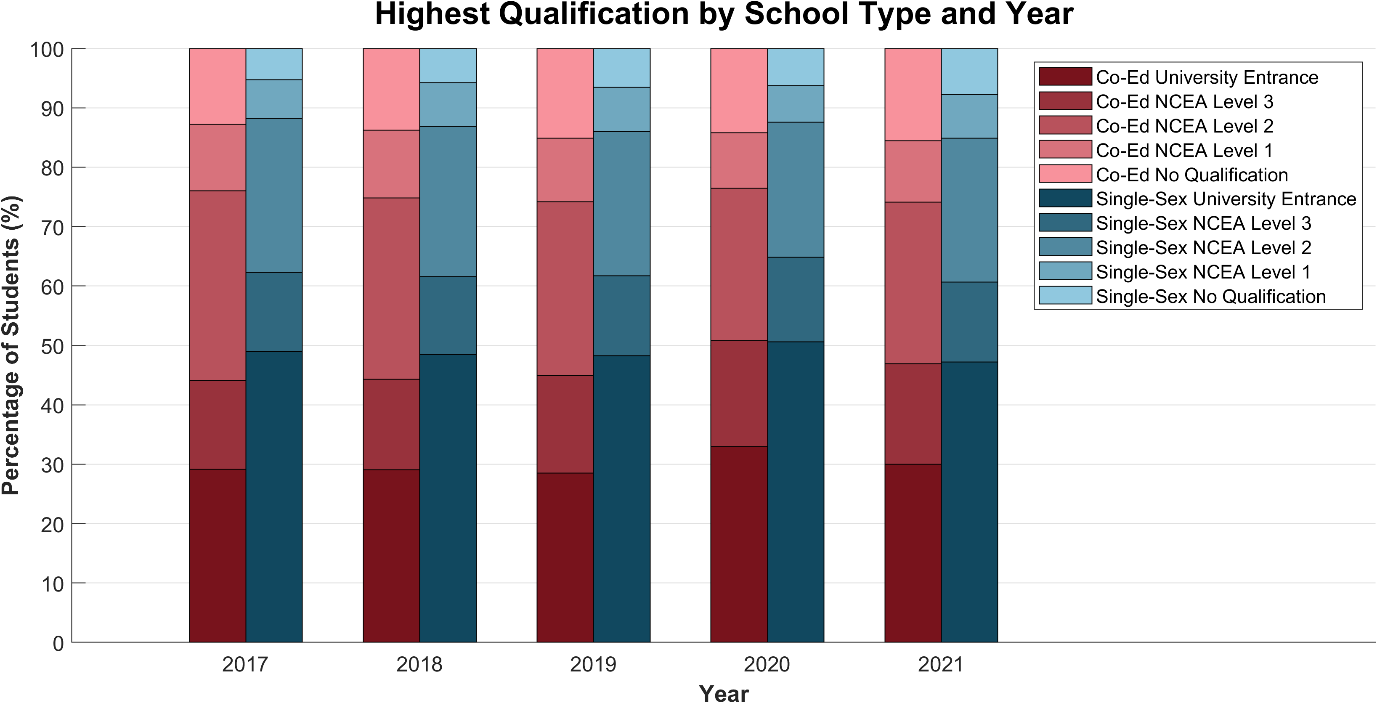 Highest Qualification by School Type and Year
Percentage of Students (%)
100
90
80
70
60
50
40
30
20
10
0
2017
2018
2019
2020
2021
Year
Co-Ed University Entrance
Co-Ed NCEA Level 3
Co-Ed NCEA Level 2
Co-Ed NCEA Level 1
Co-Ed No Qualification
Single-Sex University Entrance
Single-Sex NCEA Level 3
Single-Sex NCEA Level 2
Single-Sex NCEA Level 1
Single-Sex No Qualification